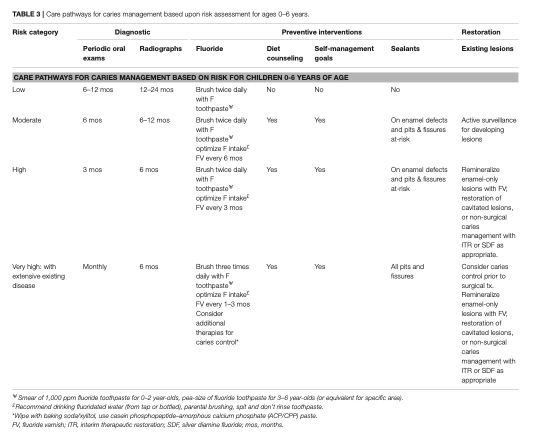 TABLE 3 | Care pathways for caries management based upon risk assessment for ages 0–6 years.
Risk category Diagnostic Preventive interventions Restoration
Periodic oral exams Radiographs Fluoride Diet counseling Self-management goals Sealants Existing lesions
CARE PATHWAYS FOR CARIES MANAGEMENT BASED ON RISK FOR CHILDREN 0-6 YEARS OF AGE
Low 6–12 mos 12–24 mos Brush twice daily No No No
with F
toothpaste¥
Moderate 6 mos 6–12 mos Brush twice daily Yes Yes On enamel defects Active surveillance
with F and pits & fissures for developing
toothpaste¥ at-risk lesions
optimize F intake£
FV every 6 mos
High 3 mos 6 mos Brush twice daily Yes Yes On enamel defects Remineralize
with F and pits & fissures enamel-only
toothpaste¥ at-risk lesions with FV;
optimize F intake£ restoration of
FV every 3 mos cavitated lesions,
or non-surgical
caries
management with
ITR or SDF as
appropriate.
Very high: with Monthly 6 mos Brush three times Yes Yes All pits and Consider caries
extensive existing daily with F fissures control prior to
disease toothpaste¥ surgical tx.
optimize F intake£ Remineralize
FV every 1–3 mos enamel-only
Consider lesions with FV;
additional restoration of
therapies for cavitated lesions,
caries control* or non-surgical
caries
management with
ITR or SDF as
appropriate
¥Smear of 1,000 ppm fluoride toothpaste for 0–2 year-olds, pea-size of fluoride toothpaste for 3–6 year-olds (or equivalent for specific area).
£Recommend drinking fluoridated water (from tap or bottled), parental brushing, spit and don't rinse toothpaste.
*Wipe with baking soda/xylitol, use casein phosphopeptide–amorphous calcium phosphate (ACP/CPP) paste.
FV, fluoride varnish; ITR, interim therapeutic restoration; SDF, silver diamine fluoride; mos, months.